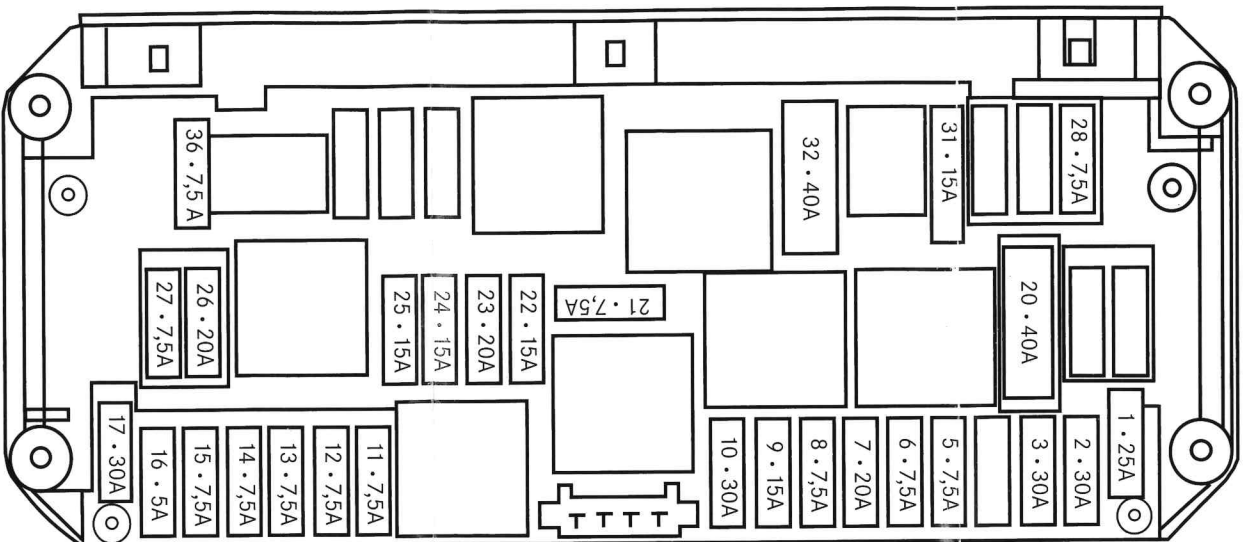 36 · 7,5 A
32 · 40A
31 · 15A
28 · 7,5A
27 · 7,5A
26 · 20A
25 · 15A
24 · 15A
23 · 20A
22 · 15A
21 · 7,5A
20 · 40A
17 · 30A
16 · 5A
15 · 7,5A
14 · 7,5A
13 · 7,5A
12 · 7,5A
11 · 7,5A
10 · 30A
9 · 15A
8 · 7,5A
7 · 20A
6 · 7,5A
5 · 7,5A
3 · 30A
2 · 30A
1 · 25A